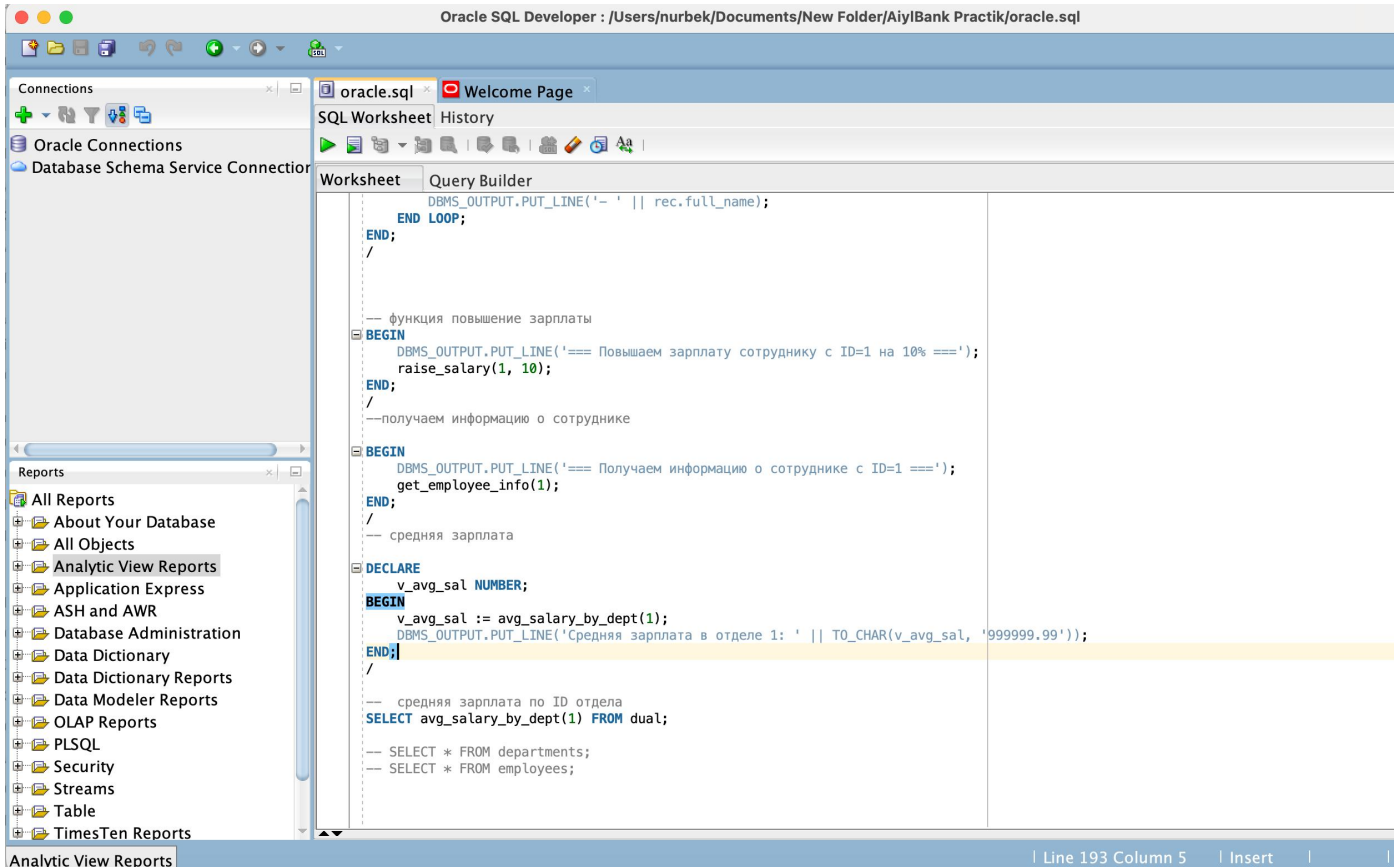 Oracle SQL Developer : /Users/nurbek/Documents/New Folder/AiylBank Practik/oracle.sql
SQL
Connections
Oracle Connections
Database Schema Service Connection
Reports
All Reports
About Your Database
All Objects
Analytic View Reports
Application Express
ASH and AWR
Database Administration
Data Dictionary
Data Dictionary Reports
Data Modeler Reports
OLAP Reports
PLSQL
Security
Streams
Table
TimesTen Reports
oracle.sql
Welcome Page
SQL Worksheet History
Aa
Worksheet Query Builder
DBMS_OUTPUT.PUT_LINE('- ' || rec.full_name);
END LOOP;
END;
/
-- функция повышение зарплаты
BEGIN
DBMS_OUTPUT.PUT_LINE('=== Повышаем зарплату сотруднику с ID=1 на 10% ===');
raise_salary(1, 10);
END;
/
--получаем информацию о сотруднике
BEGIN
DBMS_OUTPUT.PUT_LINE('=== Получаем информацию о сотруднике с ID=1 ===');
get_employee_info(1);
END;
/
-- средняя зарплата
DECLARE
v_avg_sal NUMBER;
BEGIN
v_avg_sal := avg_salary_by_dept(1);
DBMS_OUTPUT.PUT_LINE('Средняя зарплата в отделе 1: ' || TO_CHAR(v_avg_sal, '999999.99'));
END;
/
-- средняя зарплата по ID отдела
SELECT avg_salary_by_dept(1) FROM dual;
-- SELECT * FROM departments;
-- SELECT * FROM employees;
Analytic View Reports
Line 193 Column 5
Insert